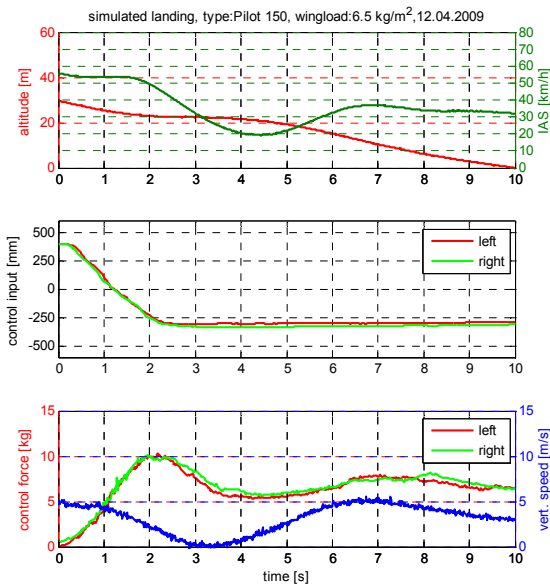 simulated landing, type:Pilot 150, wingload:6.5 kg/m²,12.04.2009
altitude [m]
60
40
20
0
IAS [km/h]
80
70
60
50
40
30
20
10
0
0 1 2 3 4 5 6 7 8 9 10
control input [mm]
500
250
0
-250
-500
left
right
0 1 2 3 4 5 6 7 8 9 10
control force [kg]
15
10
5
0
left
right
vert. speed [m/s]
15
10
5
0
0 1 2 3 4 5 6 7 8 9 10
time [s]